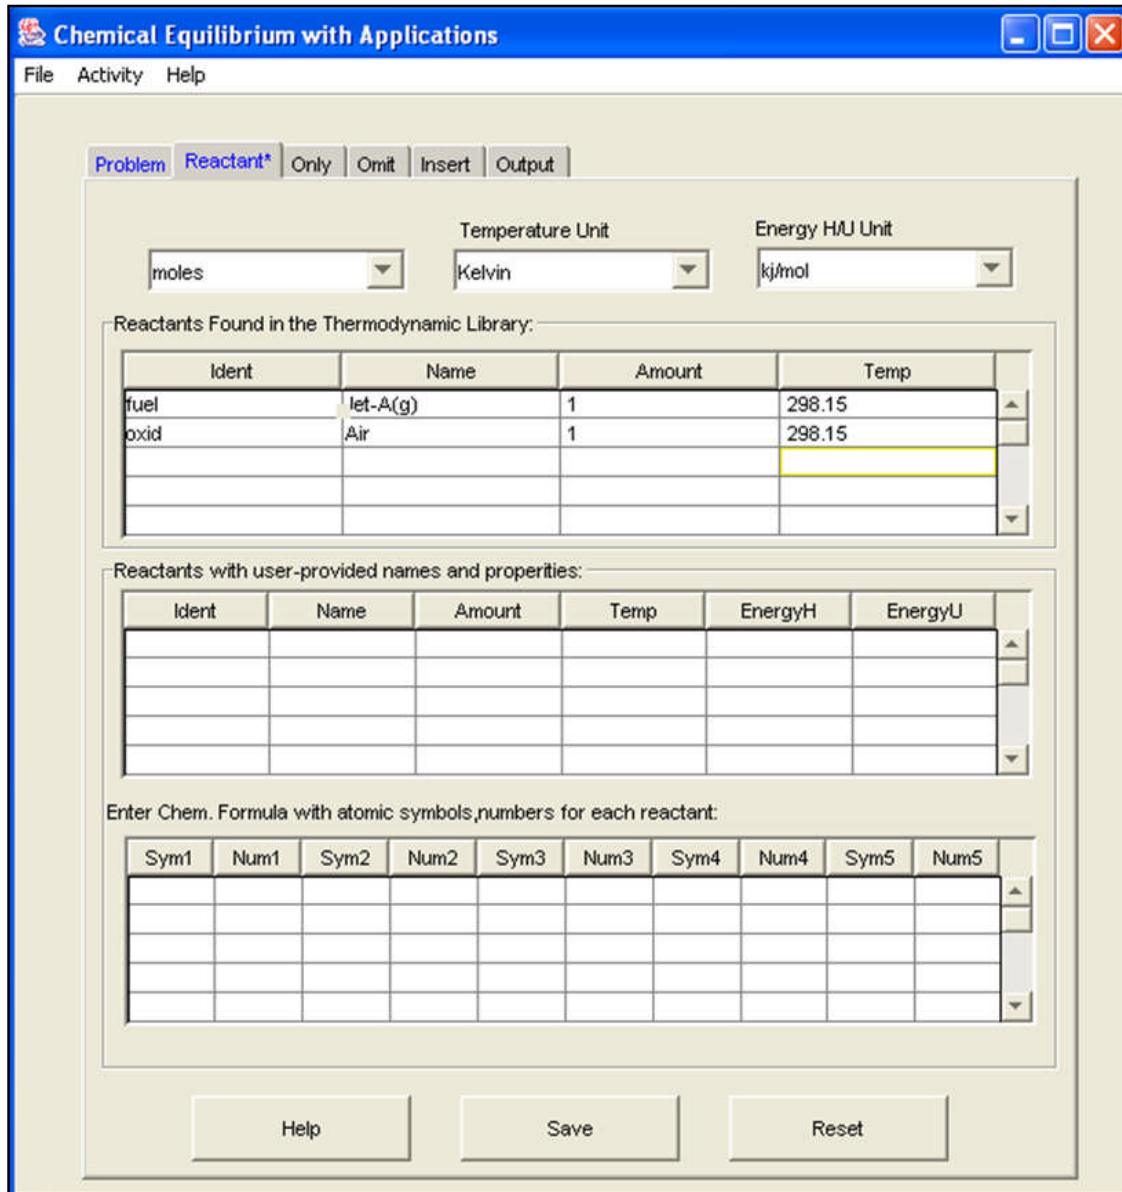 Chemical Equilibrium with Applications
File Activity Help
Problem Reactant* Only Omit Insert Output
Temperature Unit Energy H/U Unit
moles Kelvin kj/mol
Reactants Found in the Thermodynamic Library:
Ident Name Amount Temp
fuel Jet-A(g) 1 298.15
oxid Air 1 298.15
Reactants with user-provided names and properities:
Ident Name Amount Temp EnergyH EnergyU
Enter Chem. Formula with atomic symbols,numbers for each reactant:
Sym1 Num1 Sym2 Num2 Sym3 Num3 Sym4 Num4 Sym5 Num5
Help Save Reset